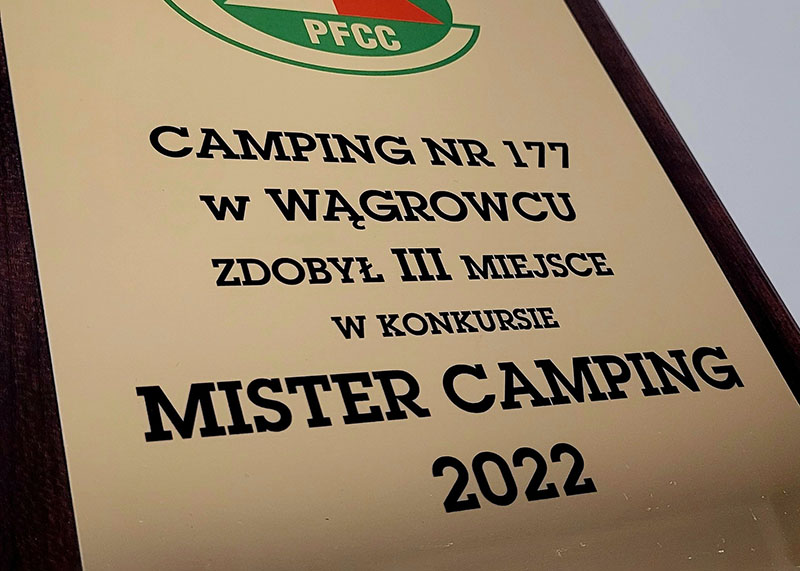 PFCC
CAMPING NR 177
w WĄGROWCU
ZDOBYŁ III MIEJSCE
W KONKURSIE
MISTER CAMPING
2022